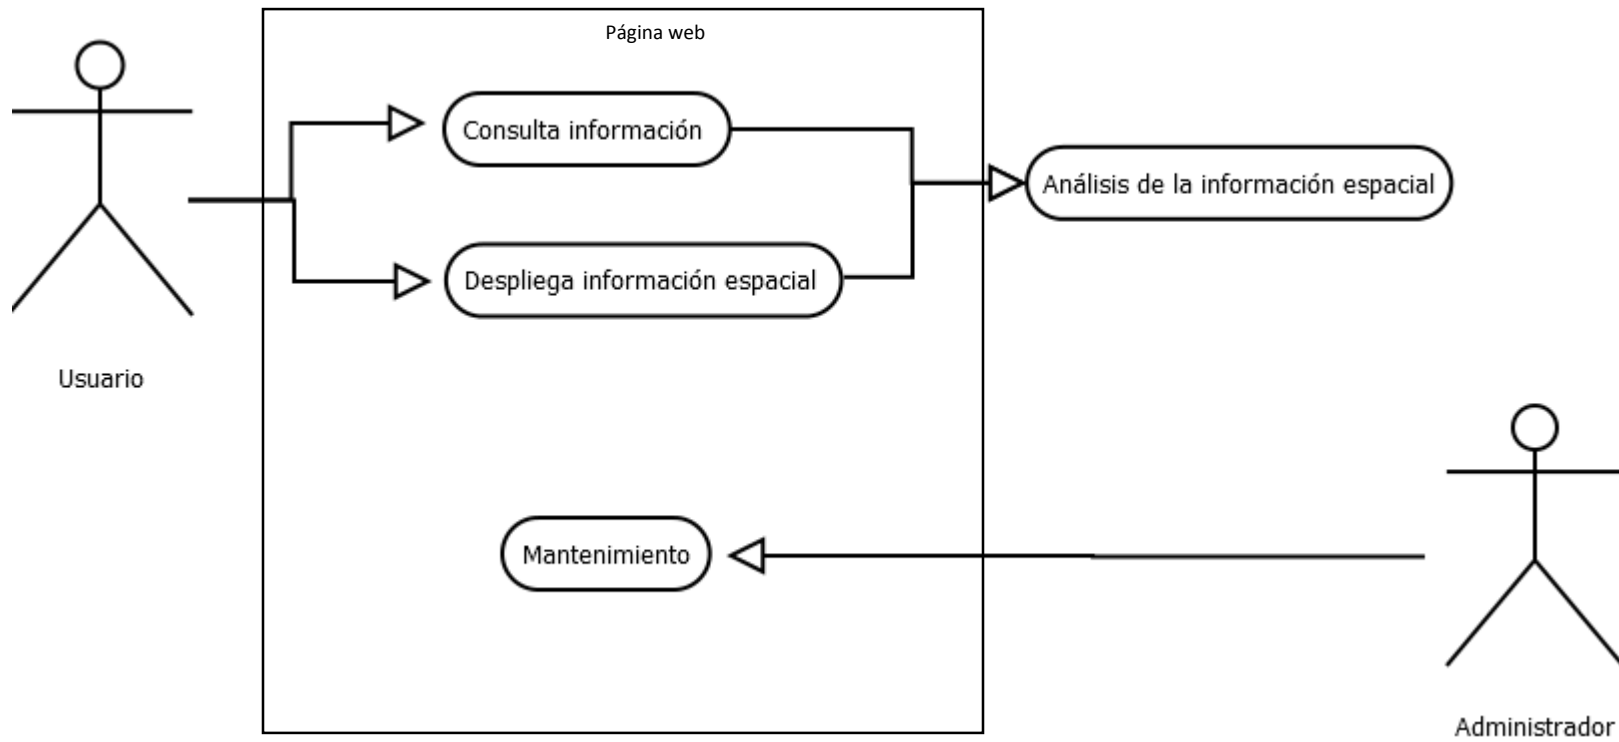 Página web
Consulta información
Análisis de la información espacial
Despliega información espacial
Usuario
Mantenimiento
Administrador